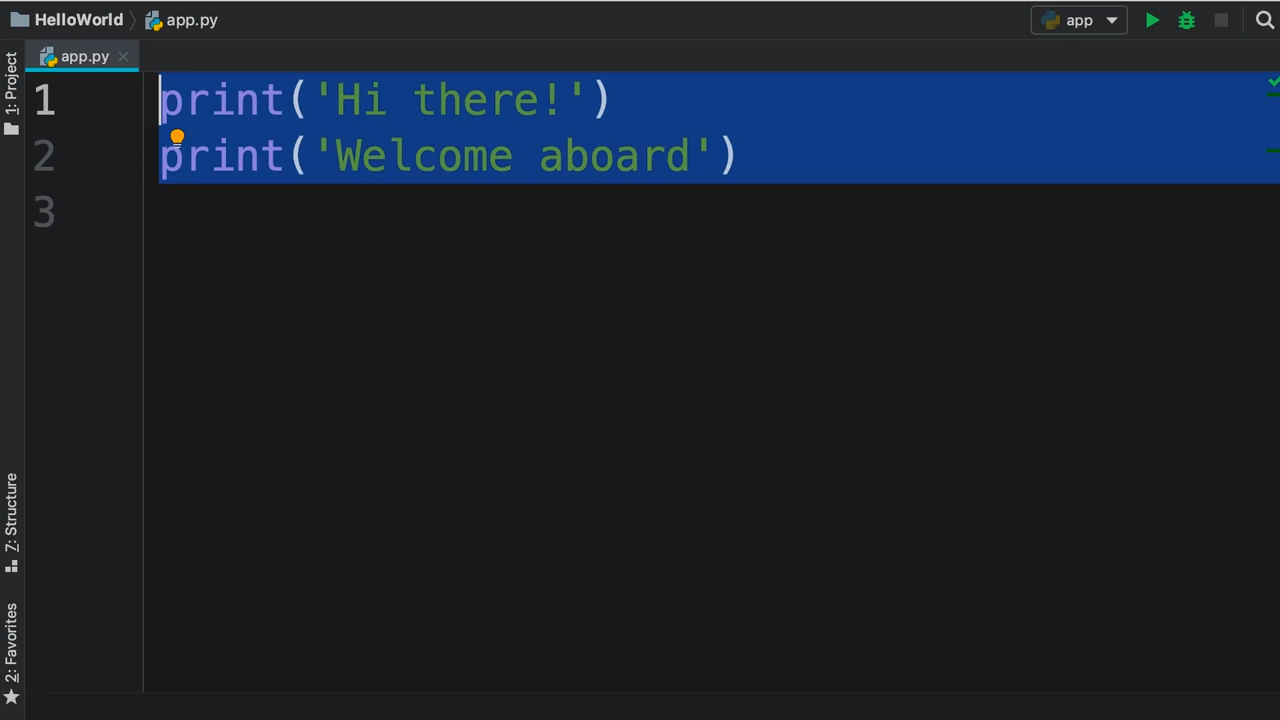 HelloWorld app.py app
app.py
1: Project
1 print('Hi there!')
2 print('Welcome aboard')
3
7: Structure
2: Favorites